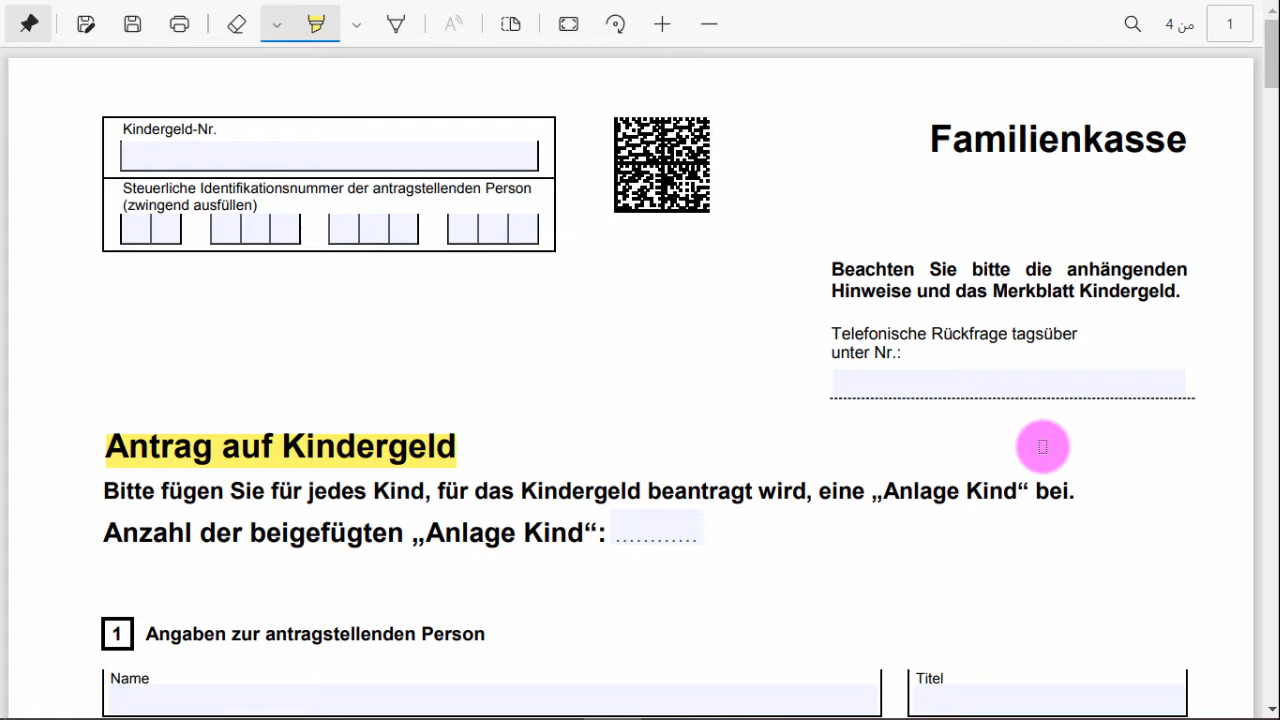 من 4
1
Kindergeld-Nr.
Familienkasse
Steuerliche Identifikationsnummer der antragstellenden Person
(zwingend ausfüllen)
Beachten Sie bitte die anhängenden
Hinweise und das Merkblatt Kindergeld.
Telefonische Rückfrage tagsüber
unter Nr.:
Antrag auf Kindergeld
Bitte fügen Sie für jedes Kind, für das Kindergeld beantragt wird, eine „Anlage Kind“ bei.
Anzahl der beigefügten „Anlage Kind“: ............
1 Angaben zur antragstellenden Person
Name
Titel